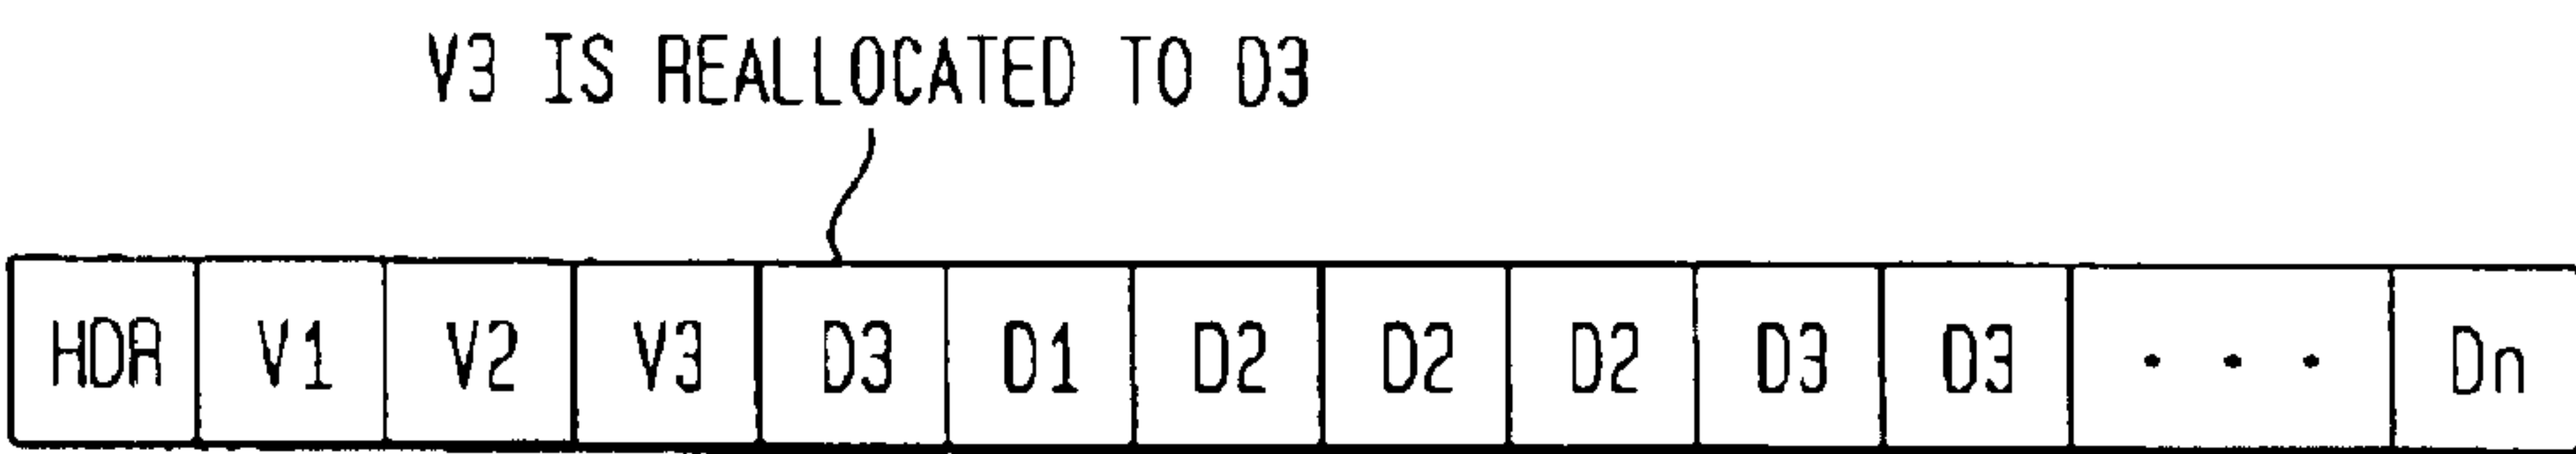 V3 IS REALLOCATED TO D3
HDR V1 V2 V3 D3 D1 D2 D2 D2 D3 D3 • • • Dn